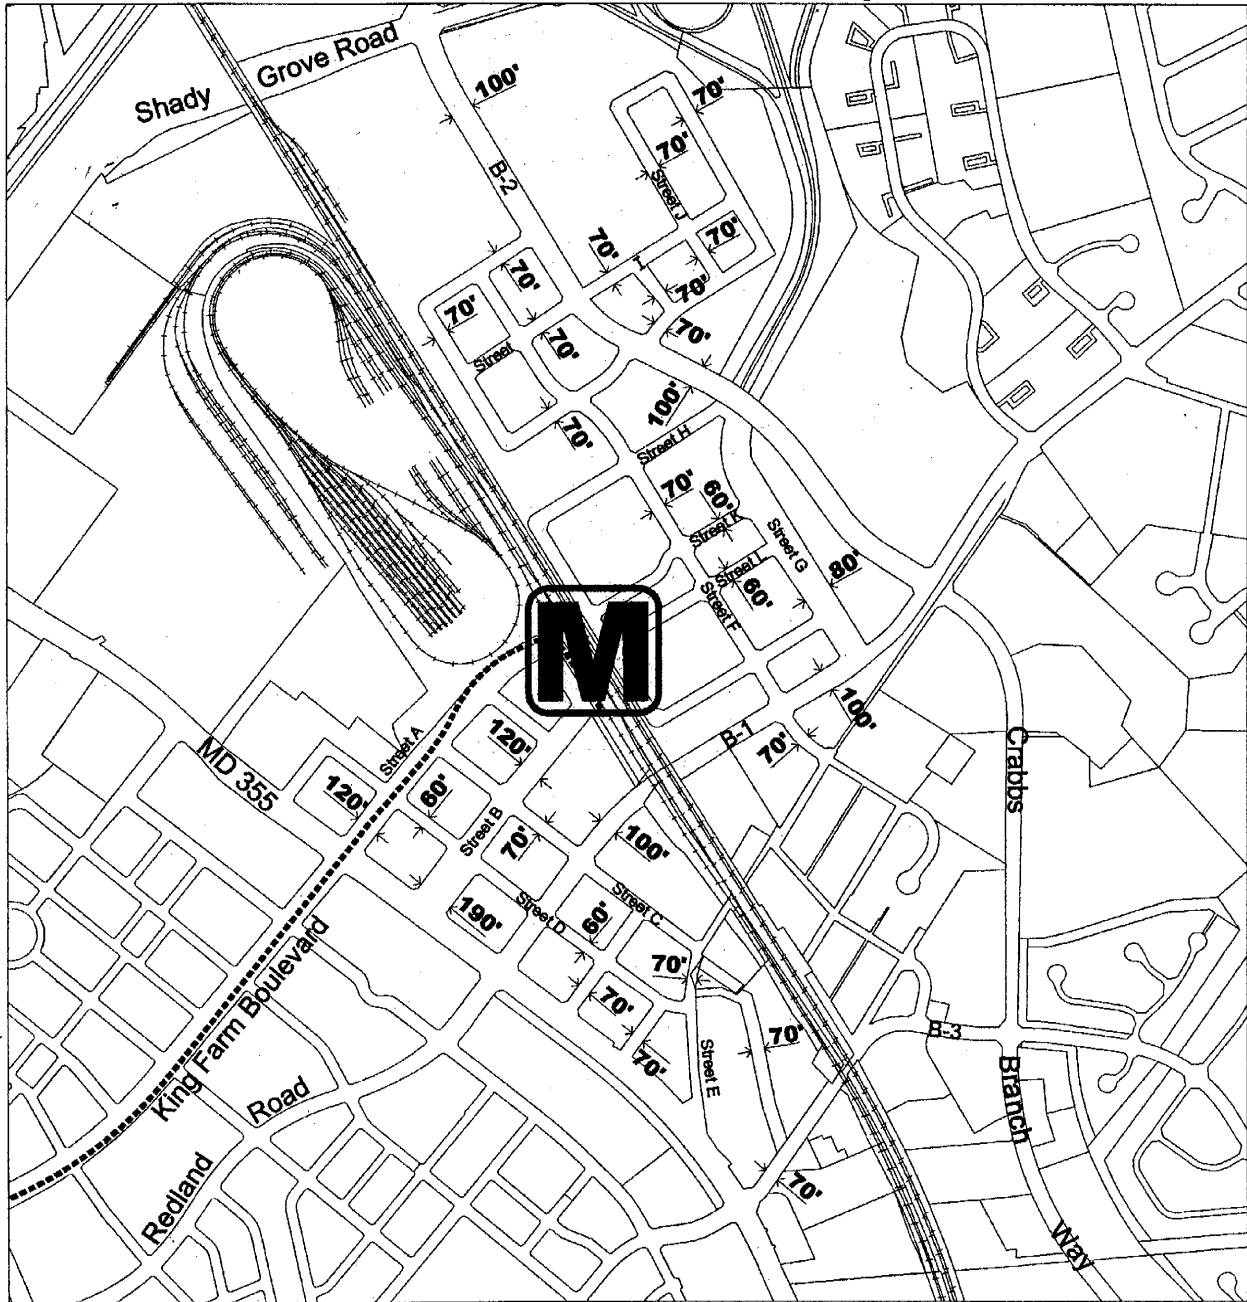 Shady Grove Road
100'
70'
70'
B-2
Street J
70'
70'
I
70'
70'
70'
70'
70'
Street
100'
70'
Street H
70'
60'
Street K
Street G
Street L
80'
60'
Street F
M
100'
B-1
70'
120'
Street A
MD 355
120'
60'
Street B
70'
100'
Crabbs
Branch
Way
190'
Street D
Street C
60'
70'
70'
70'
70'
Street E
B-3
70'
King Farm Boulevard
Redland Road